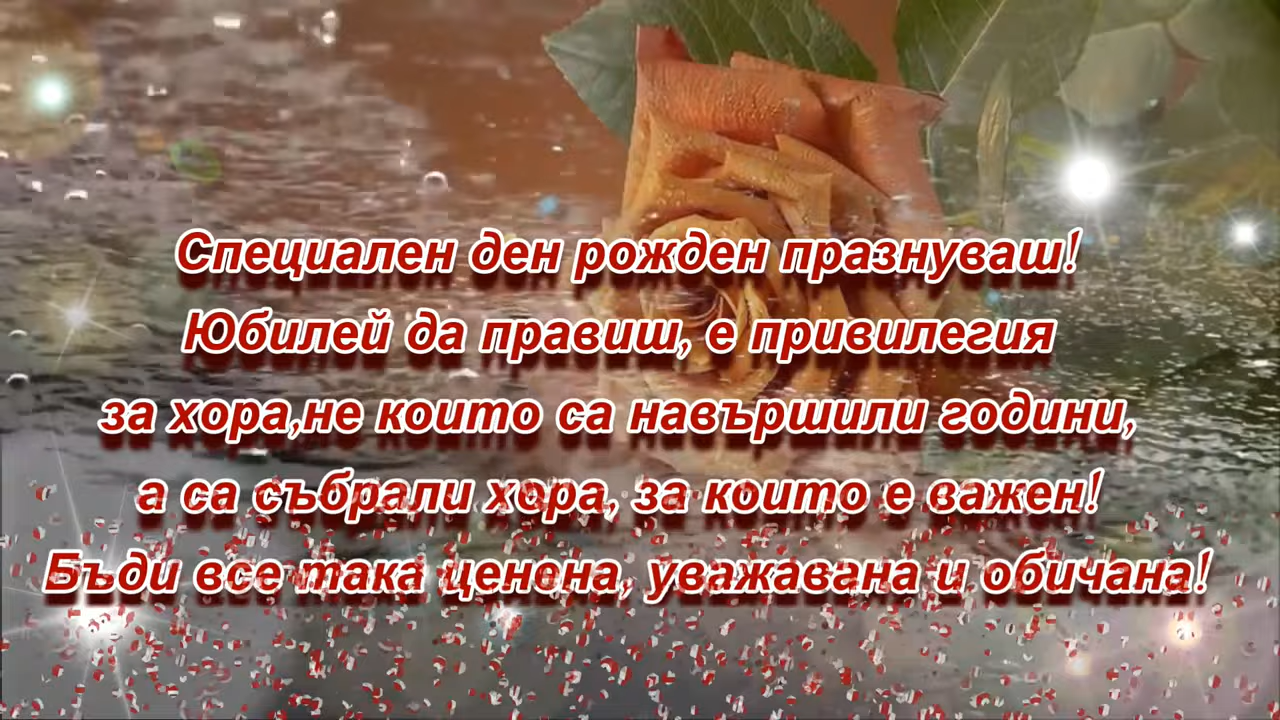 Специален ден рожден празнуваш!
Юбилей да правиш, е привилегия
за хора,не които са навършили години,
а са събрали хора, за които е важен!
Бъди все така ценена, уважавана и обичана!